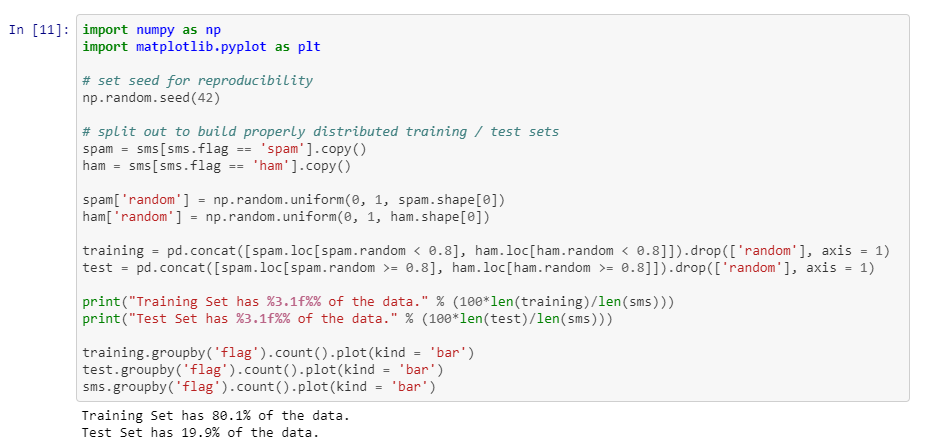 In [11]: import numpy as np
import matplotlib.pyplot as plt
# set seed for reproducibility
np.random.seed(42)
# split out to build properly distributed training / test sets
spam = sms[sms.flag == 'spam'].copy()
ham = sms[sms.flag == 'ham'].copy()
spam['random'] = np.random.uniform(0, 1, spam.shape[0])
ham['random'] = np.random.uniform(0, 1, ham.shape[0])
training = pd.concat([spam.loc[spam.random < 0.8], ham.loc[ham.random < 0.8]]).drop(['random'], axis = 1)
test = pd.concat([spam.loc[spam.random >= 0.8], ham.loc[ham.random >= 0.8]]).drop(['random'], axis = 1)
print("Training Set has %3.1f%% of the data." % (100*len(training)/len(sms)))
print("Test Set has %3.1f%% of the data." % (100*len(test)/len(sms)))
training.groupby('flag').count().plot(kind = 'bar')
test.groupby('flag').count().plot(kind = 'bar')
sms.groupby('flag').count().plot(kind = 'bar')
Training Set has 80.1% of the data.
Test Set has 19.9% of the data.